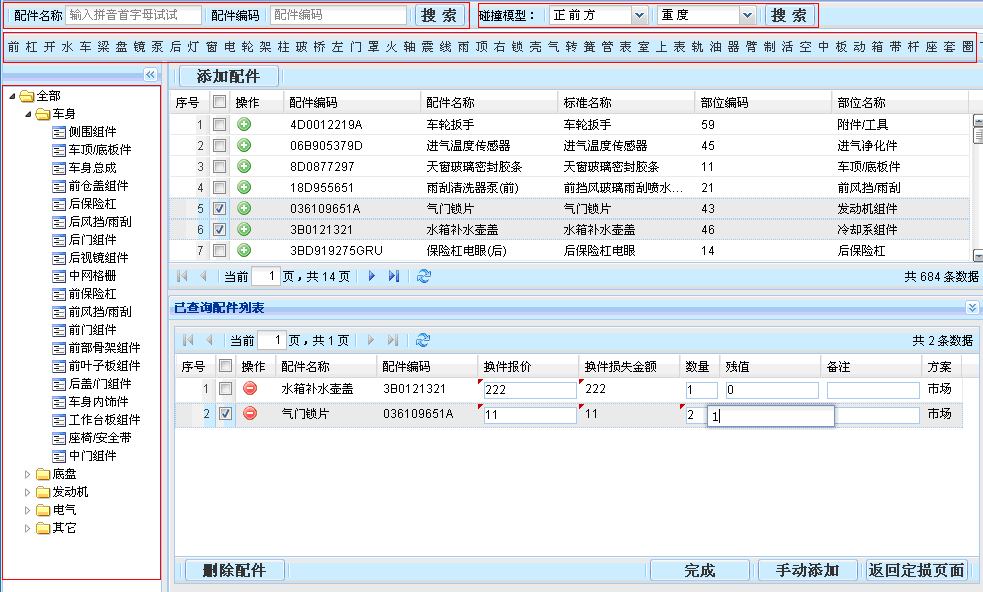 配件名称 输入拼音首字母试试 配件编码 配件编码 搜 索 碰撞模型： 正前方 重度 搜 索
前 杠 开 水 车 梁 盘 镜 泵 后 灯 窗 电 轮 架 柱 玻 桥 左 门 罩 火 轴 震 线 雨 顶 右 锁 壳 气 转 簧 管 表 室 上 表 轨 油 器 臂 制 活 空 中 板 动 箱 带 杆 座 套 圈
全部
车身
侧围组件
车顶/底板件
车身总成
前仓盖组件
后保险杠
后风挡/雨刮
后门组件
后视镜组件
中网格栅
前保险杠
前风挡/雨刮
前门组件
前部骨架组件
前叶子板组件
后盖/门组件
车身内饰件
工作台板组件
座椅/安全带
中门组件
底盘
发动机
电气
其它
添加配件
序号 操作 配件编码 配件名称 标准名称 部位编码 部位名称
1 4D0012219A 车轮扳手 车轮扳手 59 附件/工具
2 06B905379D 进气温度传感器 进气温度传感器 45 进气净化件
3 8D0877297 天窗玻璃密封胶条 天窗玻璃密封胶条 11 车顶/底板件
4 18D955651 雨刮清洗器泵(前) 前挡风玻璃雨刮喷水... 21 前风挡/雨刮
5 036109651A 气门锁片 气门锁片 43 发动机组件
6 3B0121321 水箱补水壶盖 水箱补水壶盖 46 冷却系组件
7 3BD919275GRU 保险杠电眼(后) 后保险杠电眼 14 后保险杠
当前 1 页，共 14 页 共 684 条数据
已查询配件列表
当前 1 页，共 1 页 共 2 条数据
序号 操作 配件名称 配件编码 换件报价 换件损失金额 数量 残值 备注 方案
1 水箱补水壶盖 3B0121321 222 222 1 0 市场
2 气门锁片 036109651A 11 11 2 1 市场
删除配件 完成 手动添加 返回定损页面